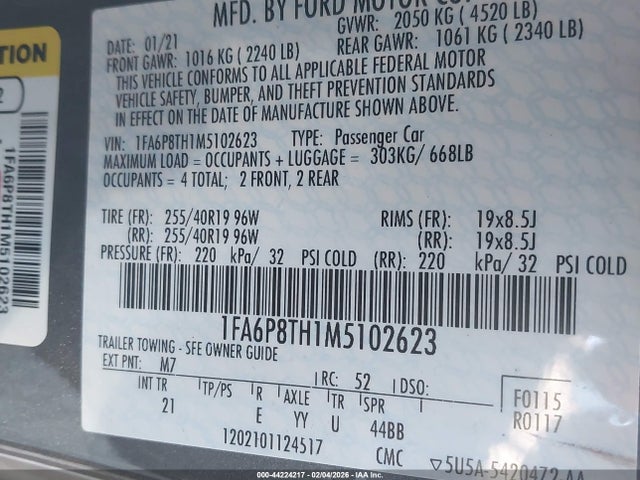 MFD. BY FORD MOTOR CO
DATE: 01/21 GVWR: 2050 KG ( 4520 LB)
FRONT GAWR: 1016 KG ( 2240 LB) REAR GAWR: 1061 KG ( 2340 LB)
THIS VEHICLE CONFORMS TO ALL APPLICABLE FEDERAL MOTOR
VEHICLE SAFETY, BUMPER, AND THEFT PREVENTION STANDARDS
IN EFFECT ON THE DATE OF MANUFACTURE SHOWN ABOVE.
VIN: 1FA6P8TH1M5102623 TYPE: Passenger Car
MAXIMUM LOAD = OCCUPANTS + LUGGAGE = 303KG/ 668LB
OCCUPANTS = 4 TOTAL; 2 FRONT, 2 REAR
TIRE (FR): 255/40R19 96W RIMS (FR): 19x8.5J
(RR): 255/40R19 96W (RR): 19x8.5J
PRESSURE (FR): 220 kPa/ 32 PSI COLD (RR): 220 kPa/ 32 PSI COLD
1FA6P8TH1M5102623
TRAILER TOWING - SEE OWNER GUIDE
EXT PNT: M7 RC: 52 DSO:
INT TR TP/PS R AXLE TR SPR F0115
21 E YY U 44BB R0117
1202101124517 CMC ▽5U5A-5420472-AA
TION
2
1FA6P8TH1M5102623
000-44224217 - 02/04/2026 - IAA Holdings, LLC